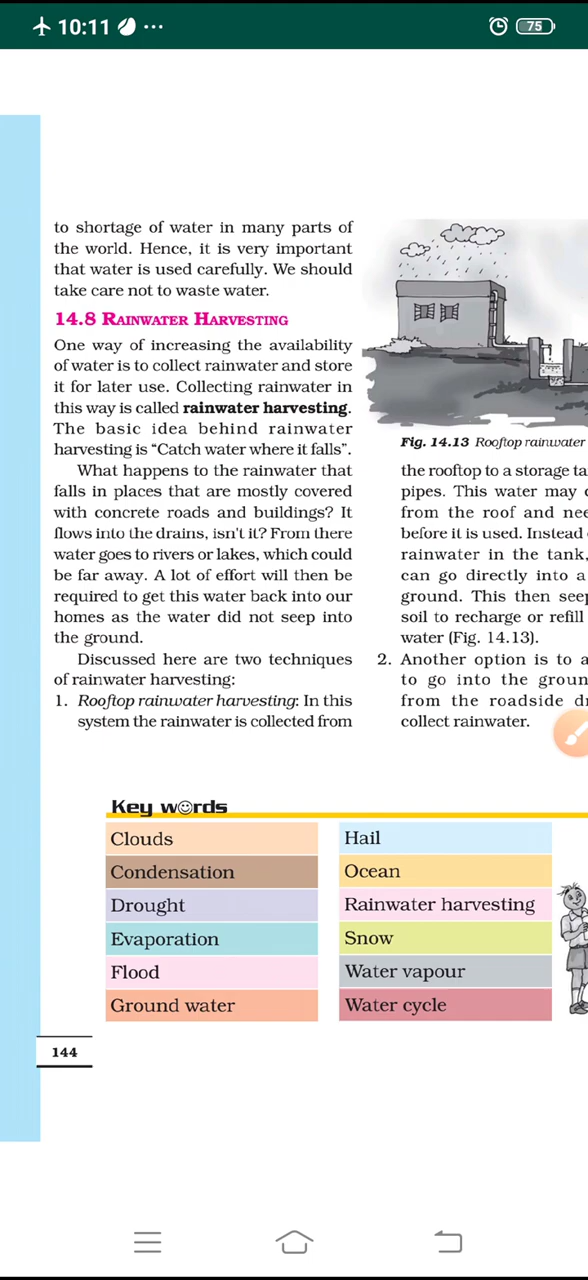 10:11
75
to shortage of water in many parts of
the world. Hence, it is very important
that water is used carefully. We should
take care not to waste water.
14.8 RAINWATER HARVESTING
One way of increasing the availability
of water is to collect rainwater and store
it for later use. Collecting rainwater in
this way is called rainwater harvesting.
The basic idea behind rainwater
harvesting is “Catch water where it falls”.
What happens to the rainwater that
falls in places that are mostly covered
with concrete roads and buildings? It
flows into the drains, isn't it? From there
water goes to rivers or lakes, which could
be far away. A lot of effort will then be
required to get this water back into our
homes as the water did not seep into
the ground.
Discussed here are two techniques
of rainwater harvesting:
1. Rooftop rainwater harvesting: In this
system the rainwater is collected from
Fig. 14.13 Rooftop rainwater
the rooftop to a storage ta
pipes. This water may
from the roof and nee
before it is used. Instead
rainwater in the tank,
can go directly into a
ground. This then seep
soil to recharge or refill
water (Fig. 14.13).
2. Another option is to a
to go into the groun
from the roadside dr
collect rainwater.
Key words
Clouds
Condensation
Drought
Evaporation
Flood
Ground water
Hail
Ocean
Rainwater harvesting
Snow
Water vapour
Water cycle
144